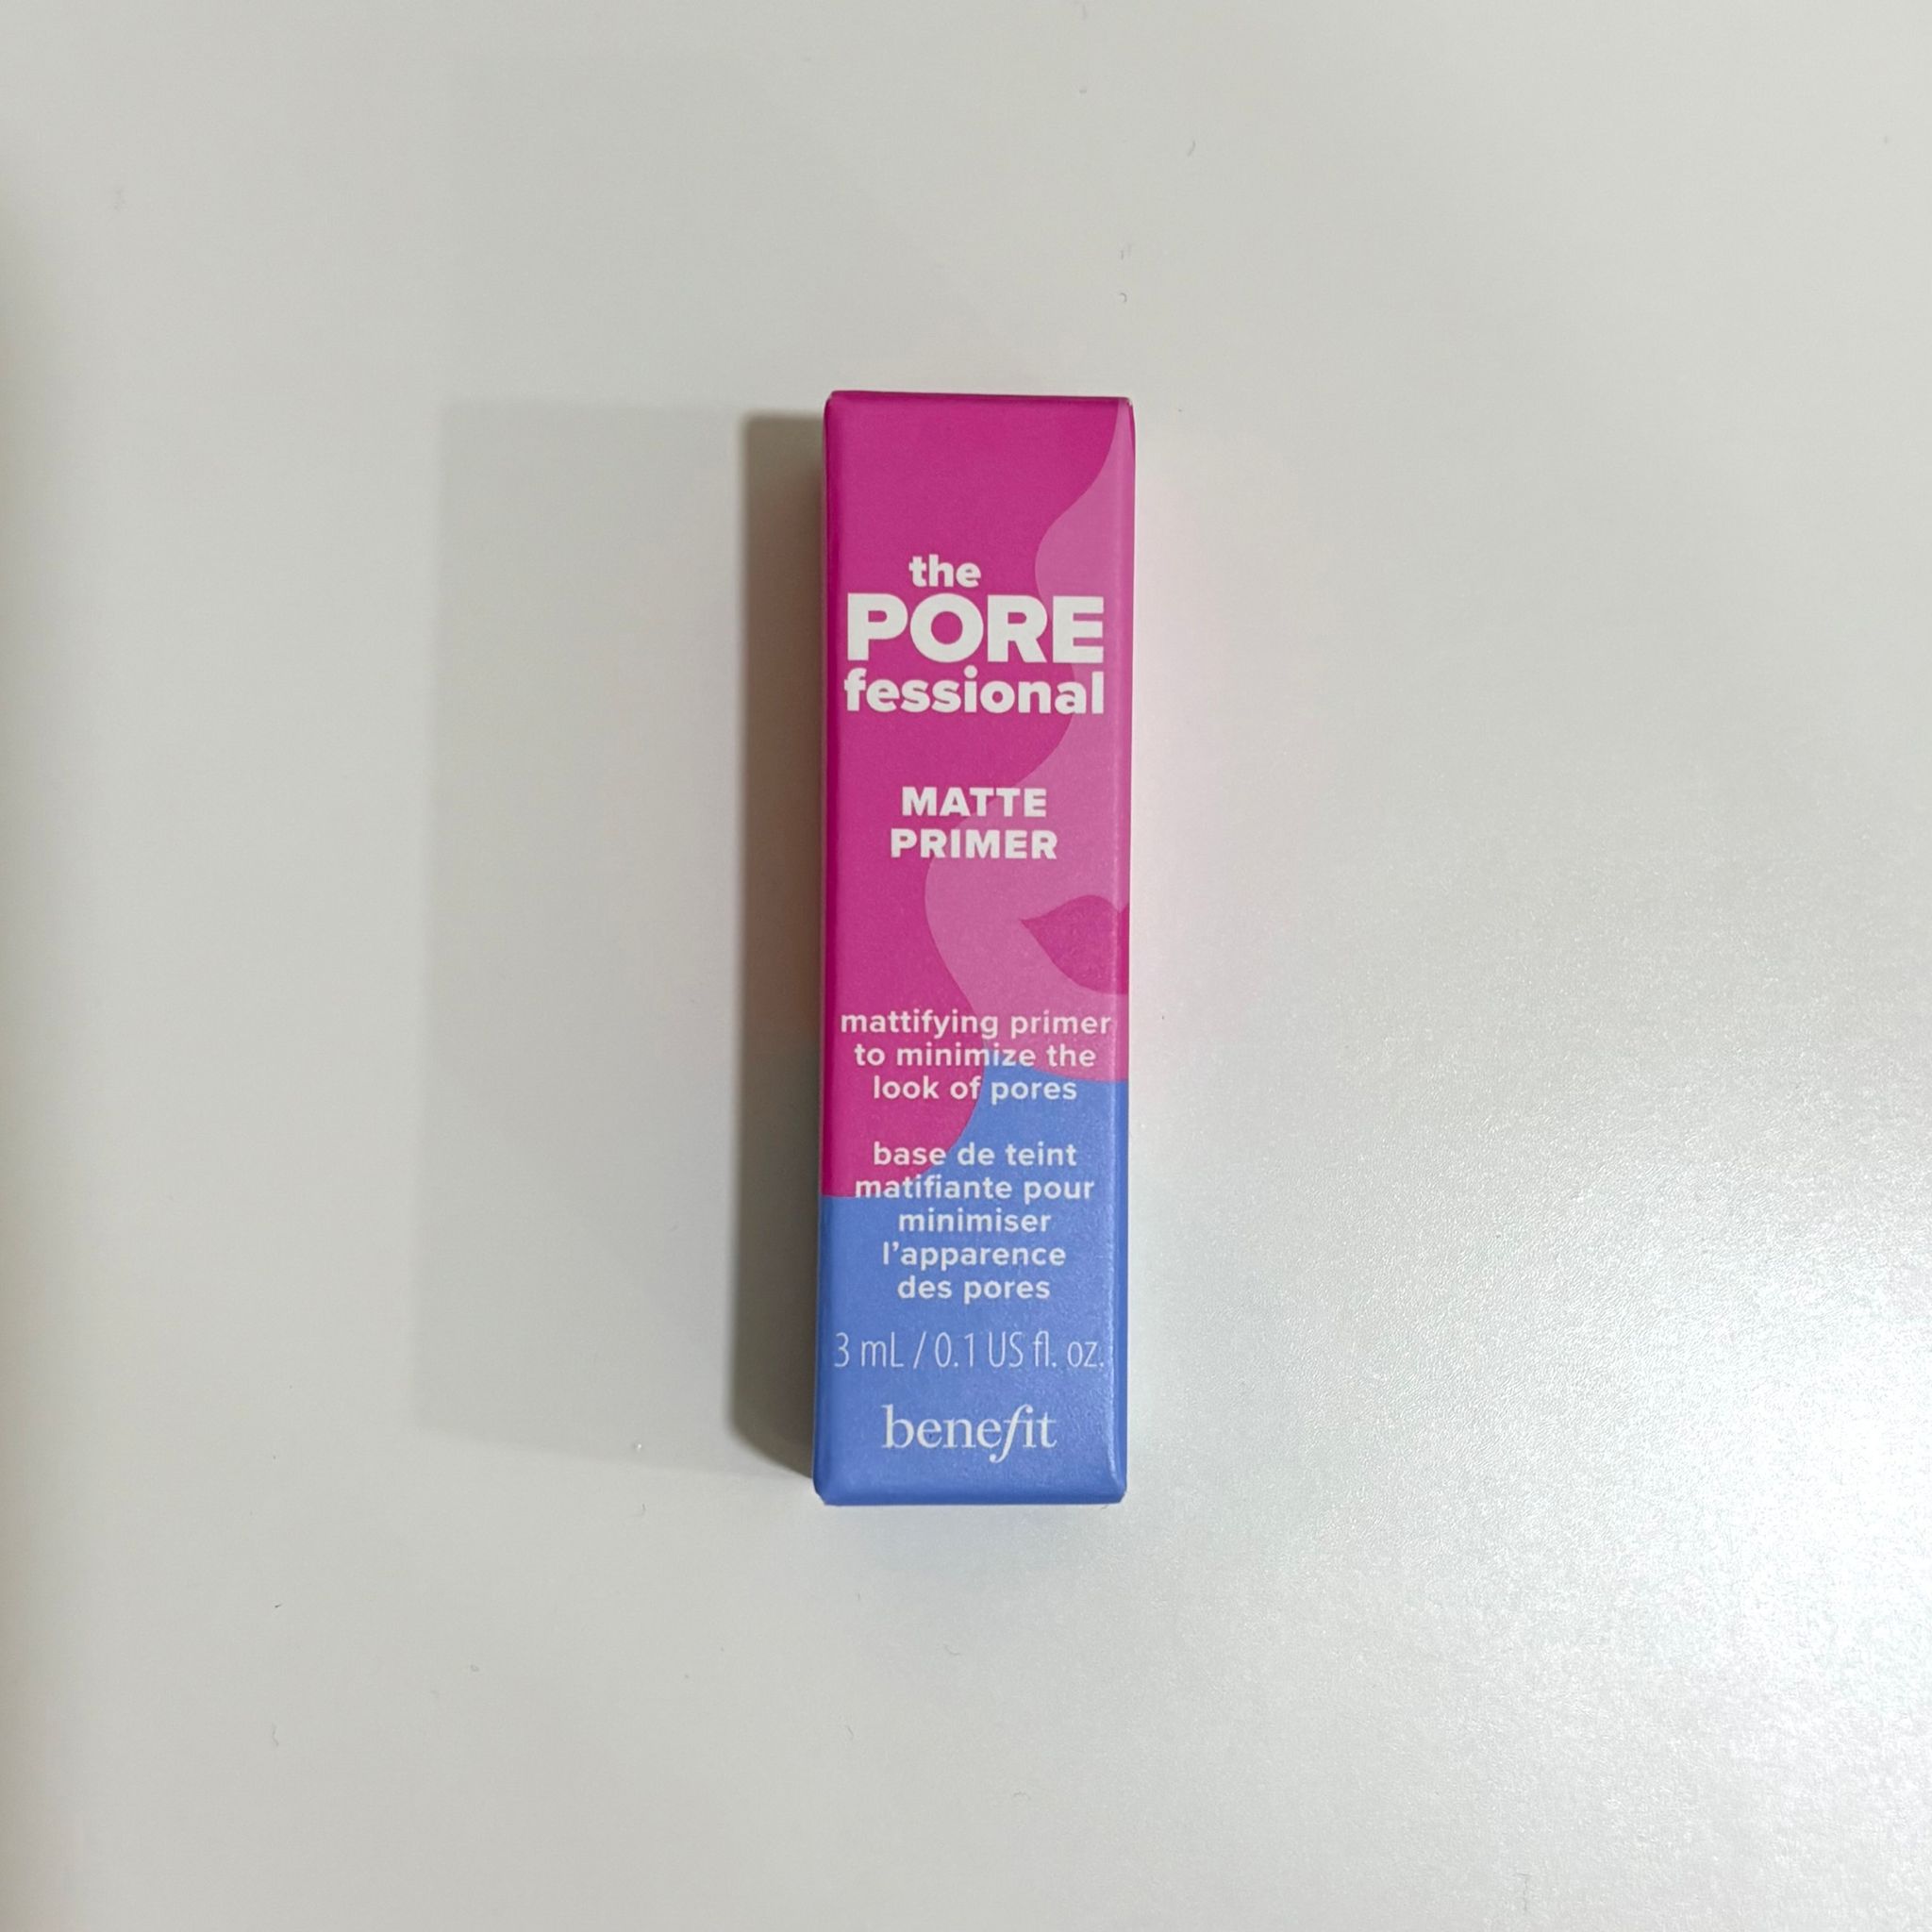 the
PORE
fessional
MATTE
PRIMER
mattifying primer
to minimize the
look of pores
base de teint
matifiante pour
minimiser
l’apparence
des pores
3 mL / 0.1 US fl. oz.
benefit